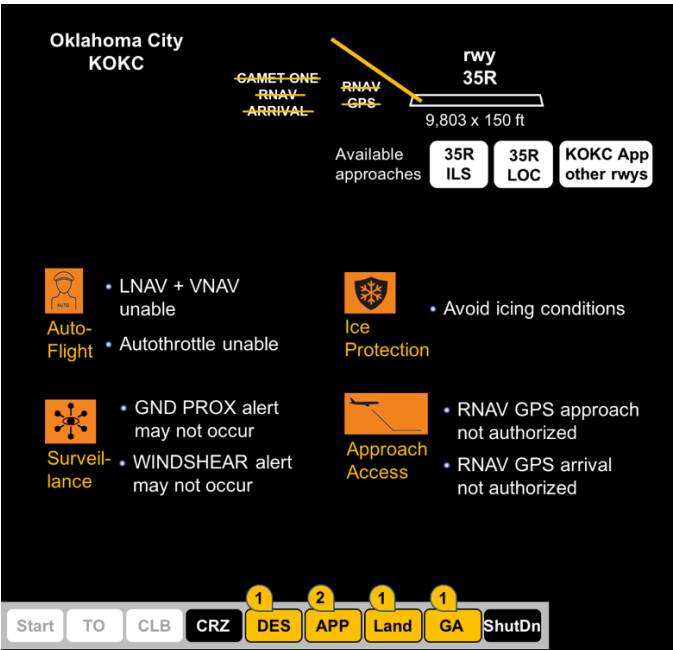 Oklahoma City
KOKC
GAMET ONE
RNAV
ARRIVAL
RNAV
GPS
rwy
35R
9,803 x 150 ft
Available
approaches
35R
ILS
35R
LOC
KOKC App
other rwys
AUTO
Auto-
Flight
• LNAV + VNAV
unable
• Autothrottle unable
Ice
Protection
• Avoid icing conditions
Surveil-
lance
• GND PROX alert
may not occur
• WINDSHEAR alert
may not occur
Approach
Access
• RNAV GPS approach
not authorized
• RNAV GPS arrival
not authorized
1 2 1 1
Start TO CLB CRZ DES APP Land GA ShutDn